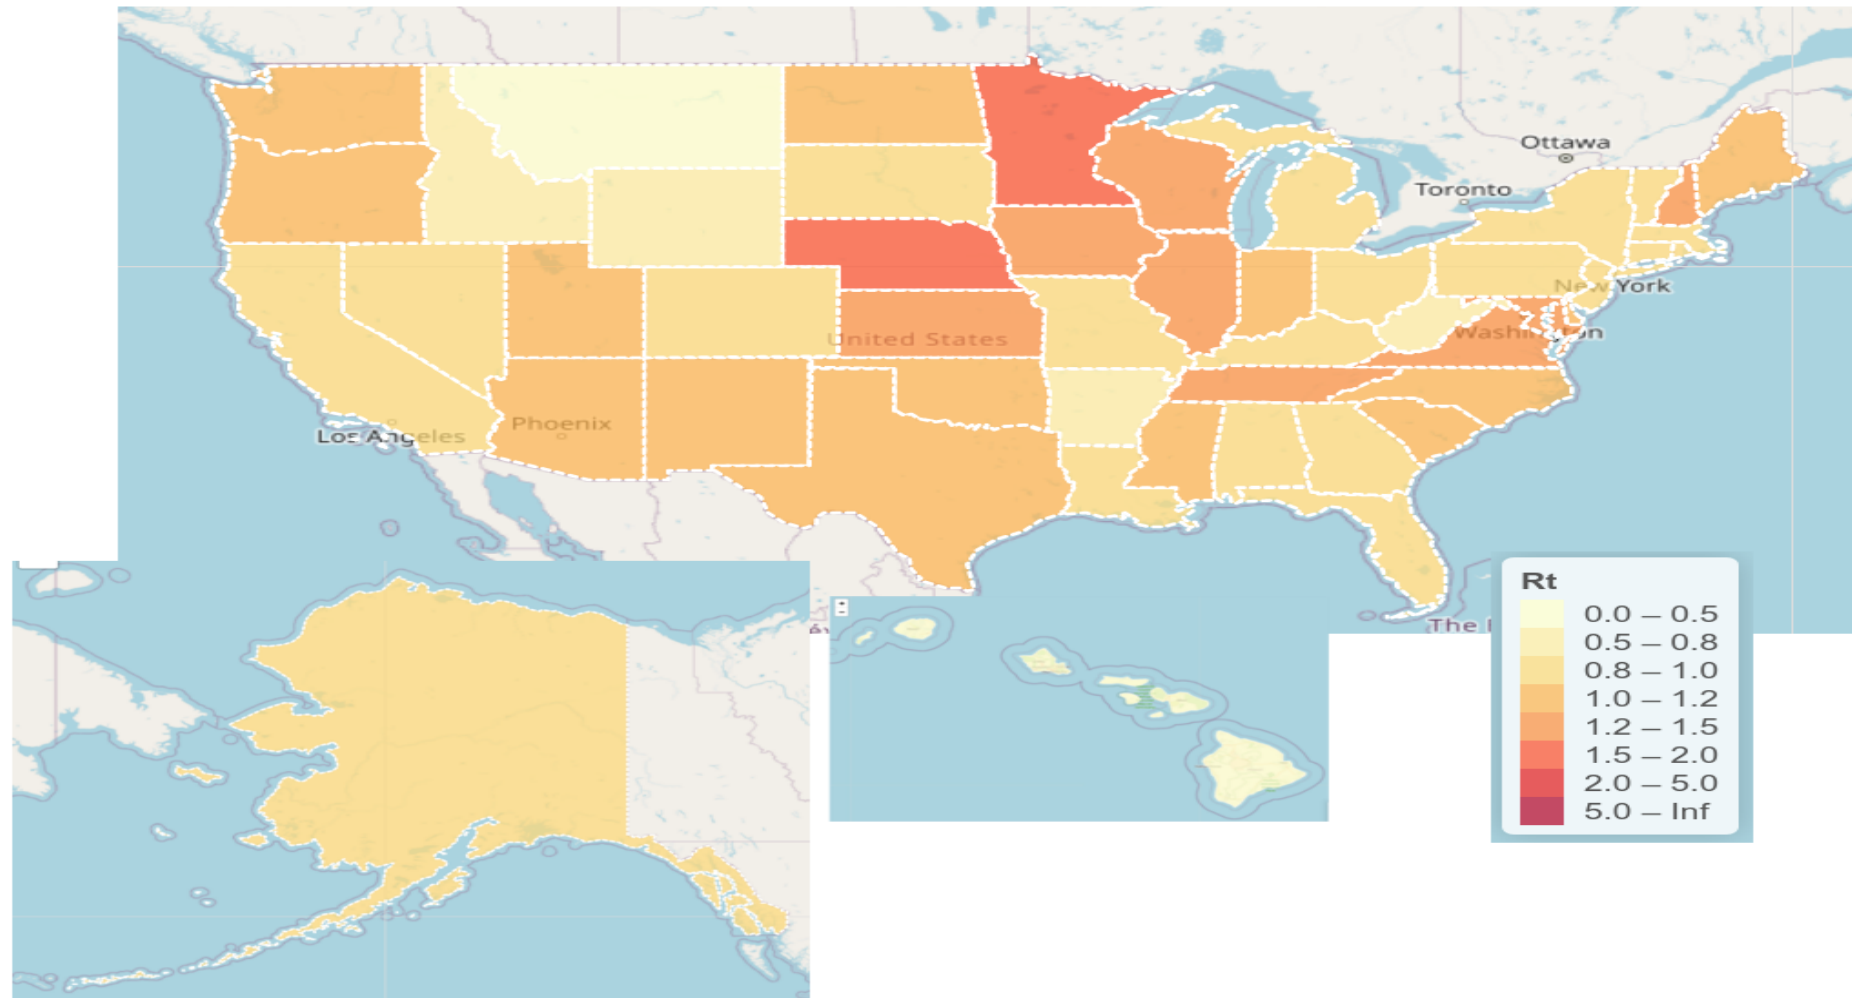 Ottawa
Toronto
New York
United States
Washington
Phoenix
Los Angeles
Rt
0.0 – 0.5
0.5 – 0.8
0.8 – 1.0
1.0 – 1.2
1.2 – 1.5
1.5 – 2.0
2.0 – 5.0
5.0 – Inf
+
-
The